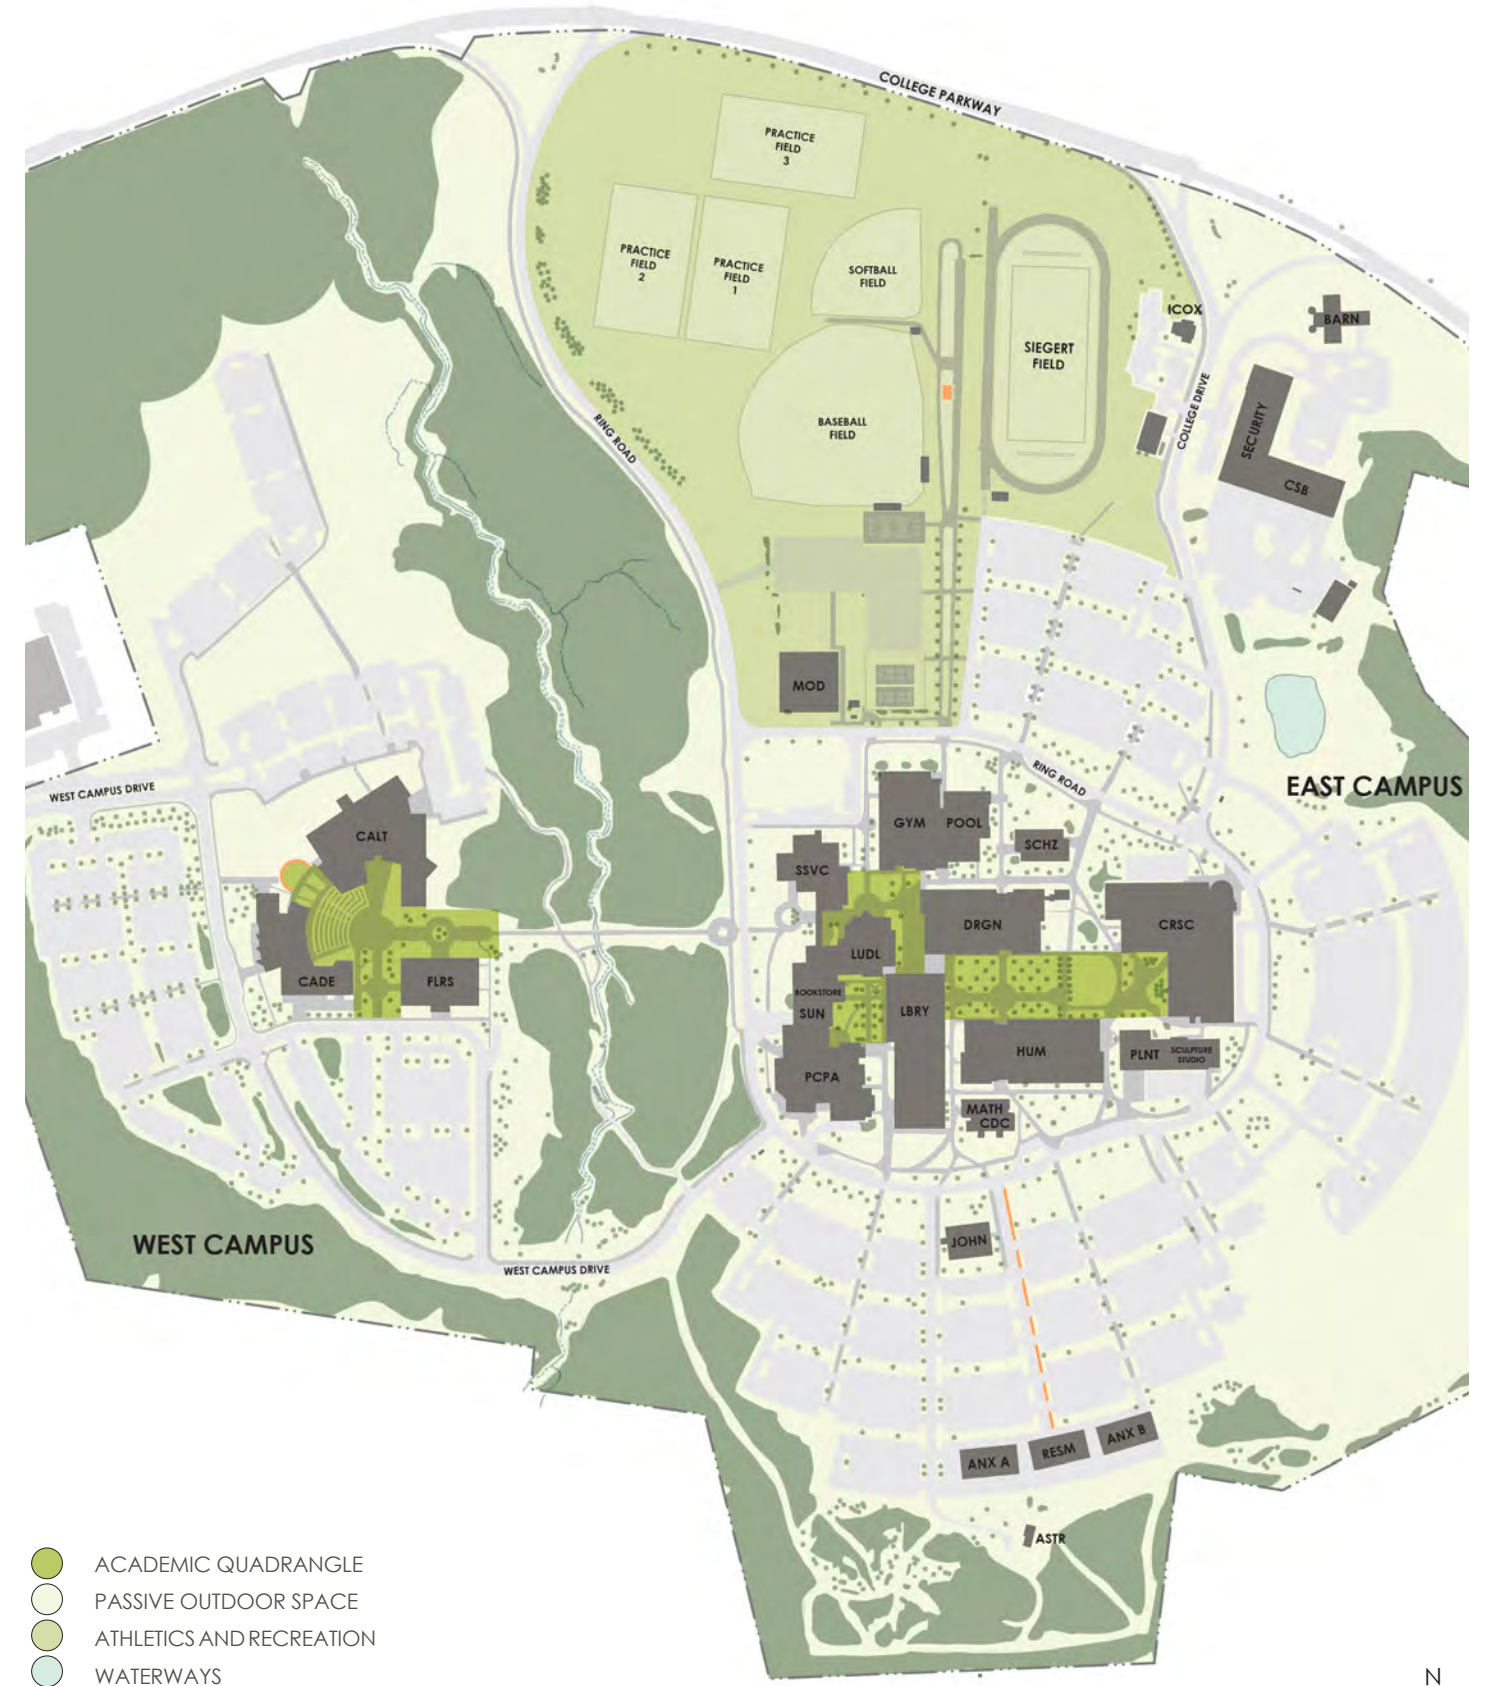 COLLEGE PARKWAY
PRACTICE
FIELD
3
PRACTICE
FIELD
2
PRACTICE
FIELD
1
SOFTBALL
FIELD
SIEGERT
FIELD
ICOX
BARN
COLLEGE DRIVE
SECURITY
CSB
RING ROAD
BASEBALL
FIELD
MOD
EAST CAMPUS
RING ROAD
WEST CAMPUS DRIVE
CALT
GYM
POOL
SCHZ
SSVC
DRGN
CRSC
LUDL
CADE
FLRS
BOOKSTORE
SUN
LBRY
HUM
PLNT
SCULPTURE
STUDIO
PCPA
MATH
CDC
WEST CAMPUS
JOHN
WEST CAMPUS DRIVE
ANX A
RESM
ANX B
ASTR
ACADEMIC QUADRANGLE
PASSIVE OUTDOOR SPACE
ATHLETICS AND RECREATION
WATERWAYS
N